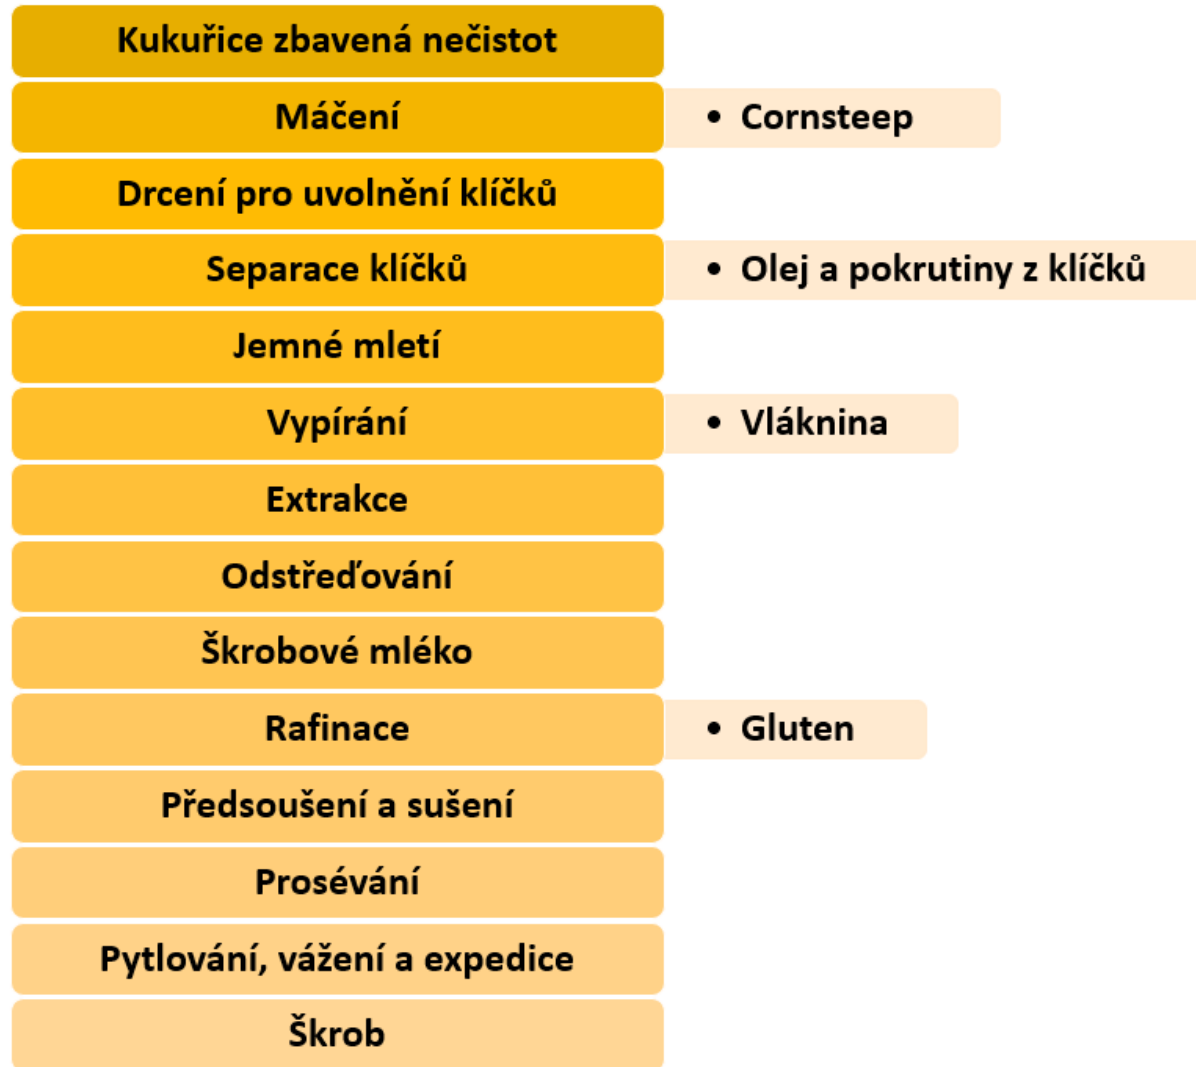 Kukuřice zbavená nečistot
Máčení
• Cornsteep
Drcení pro uvolnění klíčků
Separace klíčků
• Olej a pokrutiny z klíčků
Jemné mletí
Vypírání
• Vláknina
Extrakce
Odstřeďování
Škrobové mléko
Rafinace
• Gluten
Předsoušení a sušení
Prosévání
Pytlování, vážení a expedice
Škrob